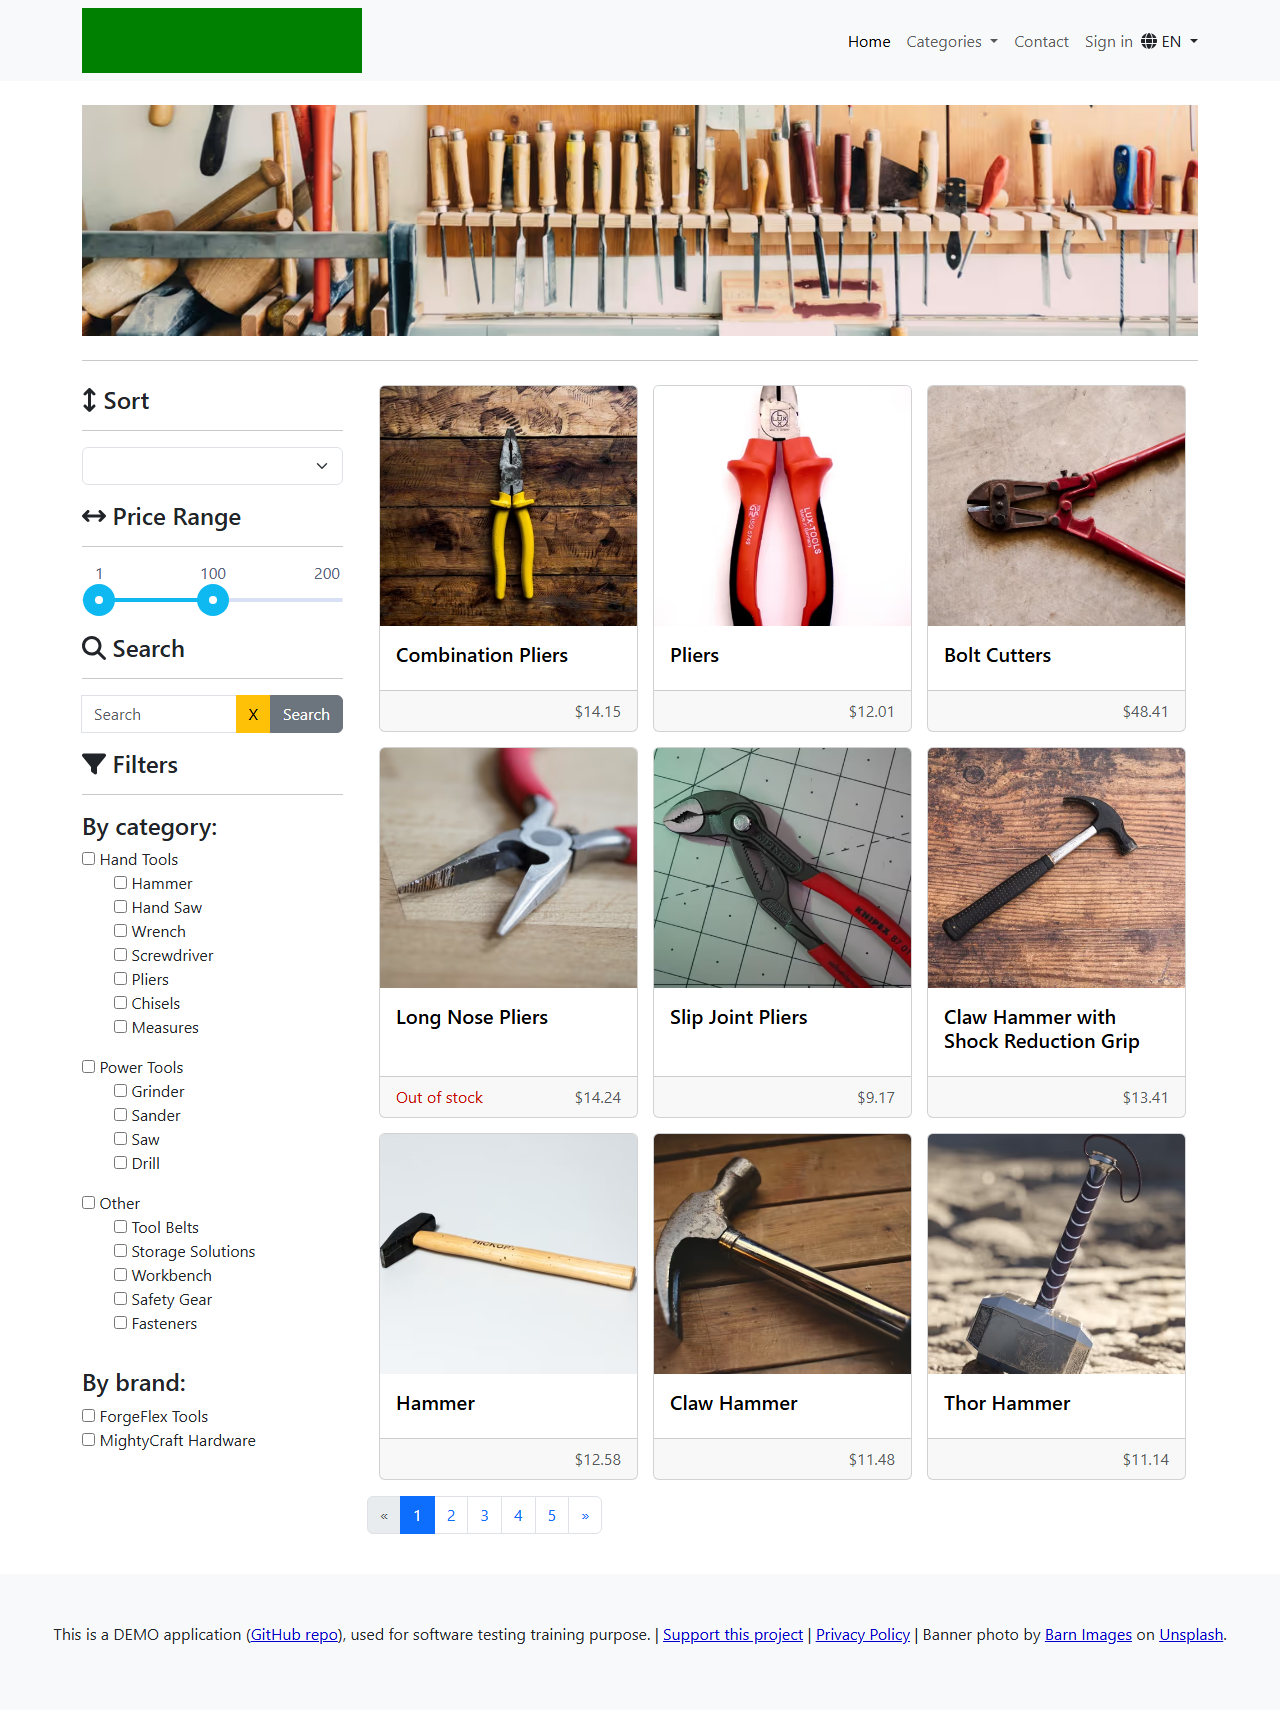 Home Categories Contact Sign in EN
Sort
Price Range
1 100 200
Search
Search X Search
Filters
By category:
Hand Tools
Hammer
Hand Saw
Wrench
Screwdriver
Pliers
Chisels
Measures
Power Tools
Grinder
Sander
Saw
Drill
Other
Tool Belts
Storage Solutions
Workbench
Safety Gear
Fasteners
By brand:
ForgeFlex Tools
MightyCraft Hardware
Combination Pliers
$14.15
LUX-TOOLS
Pliers
$12.01
Bolt Cutters
$48.41
Long Nose Pliers
Out of stock $14.24
KNIPEX
Slip Joint Pliers
$9.17
Claw Hammer with
Shock Reduction Grip
$13.41
Hammer
$12.58
Claw Hammer
$11.48
Thor Hammer
$11.14
« 1 2 3 4 5 »
This is a DEMO application (GitHub repo), used for software testing training purpose. | Support this project | Privacy Policy | Banner photo by Barn Images on Unsplash.